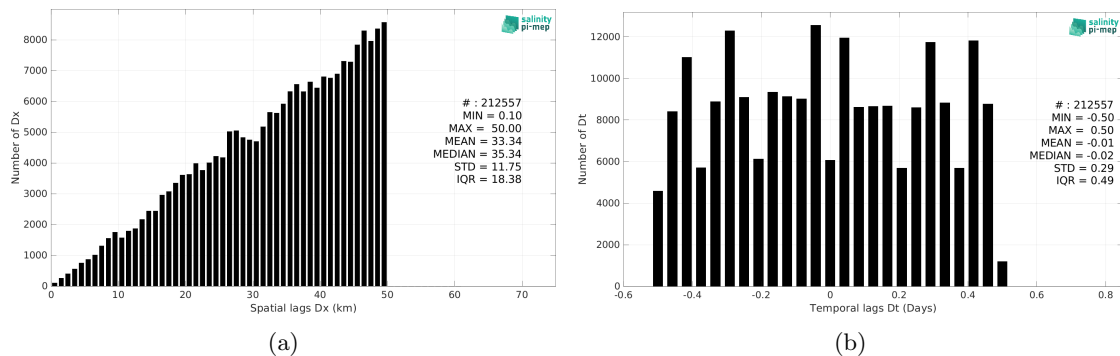 Number of Dx
8000
7000
6000
5000
4000
3000
2000
1000
0
0 10 20 30 40 50 60 70
Spatial lags Dx (km)
salinity
pi-mep
# : 212557
MIN = 0.10
MAX = 50.00
MEAN = 33.34
MEDIAN = 35.34
STD = 11.75
IQR = 18.38
(a)
Number of Dt
12000
10000
8000
6000
4000
2000
0
-0.6 -0.4 -0.2 0 0.2 0.4 0.6 0.8
Temporal lags Dt (Days)
salinity
pi-mep
# : 212557
MIN = -0.50
MAX = 0.50
MEAN = -0.01
MEDIAN = -0.02
STD = 0.29
IQR = 0.49
(b)